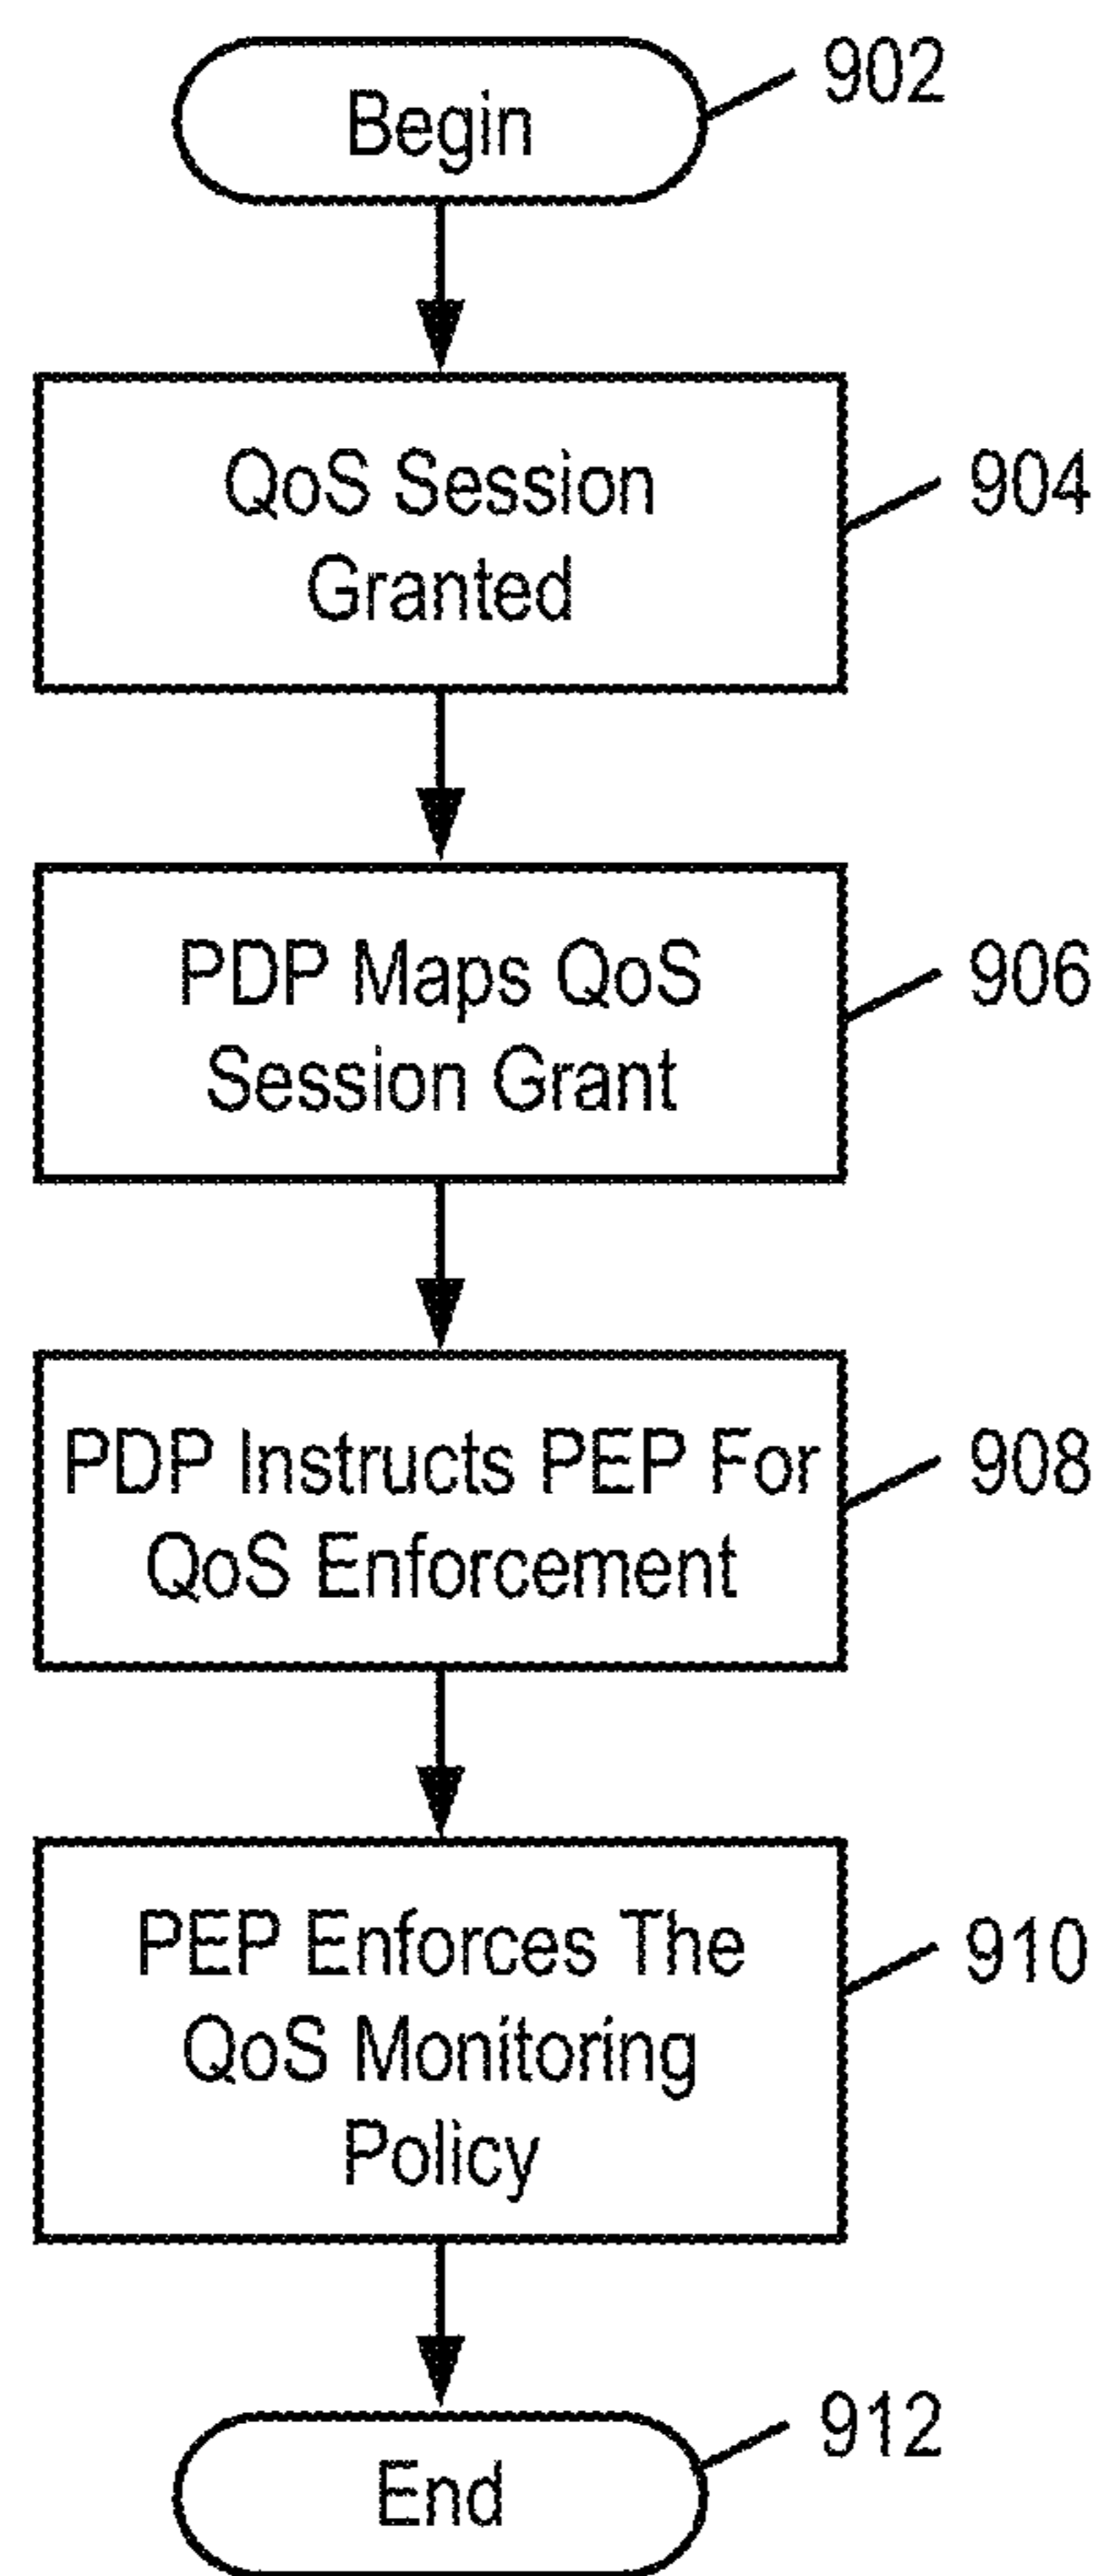 Begin
902
QoS Session
Granted
904
PDP Maps QoS
Session Grant
906
PDP Instructs PEP For
QoS Enforcement
908
PEP Enforces The
QoS Monitoring
Policy
910
End
912